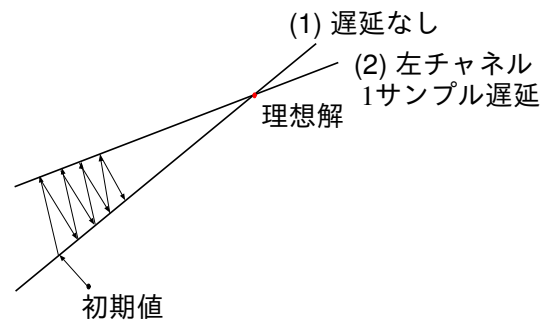 (1) 遅延なし
(2) 左チャネル
1サンプル遅延
理想解
初期値